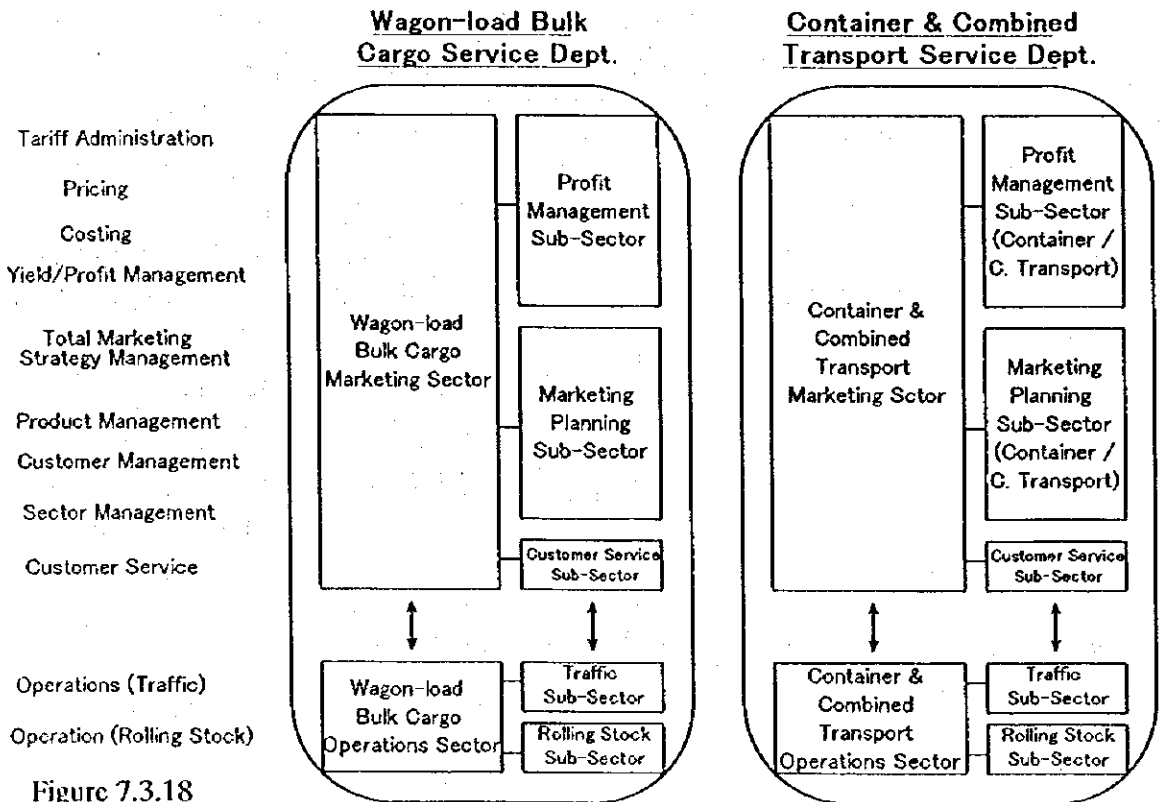 Wagon-load Bulk
Cargo Service Dept.
Container & Combined
Transport Service Dept.
Tariff Administration
Pricing
Costing
Yield/Profit Management
Total Marketing
Strategy Management
Product Management
Customer Management
Sector Management
Customer Service
Operations (Traffic)
Operation (Rolling Stock)
Wagon-load
Bulk Cargo
Marketing Sector
Profit
Management
Sub-Sector
Marketing
Planning
Sub-Sector
Customer Service
Sub-Sector
Wagon-load
Bulk Cargo
Operations Sector
Traffic
Sub-Sector
Rolling Stock
Sub-Sector
Container &
Combined
Transport
Marketing Sctor
Profit
Management
Sub-Sector
(Container /
C. Transport)
Marketing
Planning
Sub-Sector
(Container /
C. Transport)
Customer Service
Sub-Sector
Container &
Combined
Transport
Operations Sector
Traffic
Sub-Sector
Rolling Stock
Sub-Sector
Figure 7.3.18